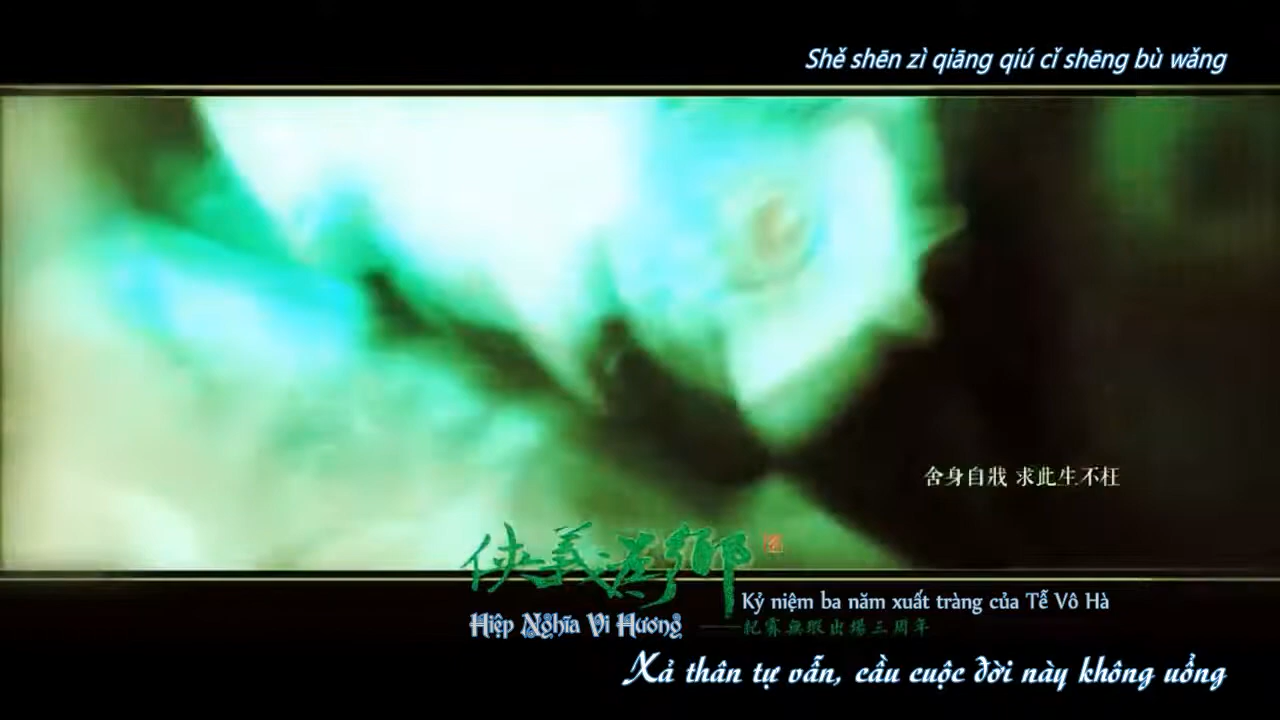 Shě shēn zì qiāng qiú cǐ shēng bù wǎng
舍身自戕 求此生不枉
俠義為鄉
Kỷ niệm ba năm xuất tràng của Tễ Vô Hà
Hiệp Nghĩa Vi Hương
紀霽無瑕出場三周年
Xả thân tự vẫn, cầu cuộc đời này không uổng